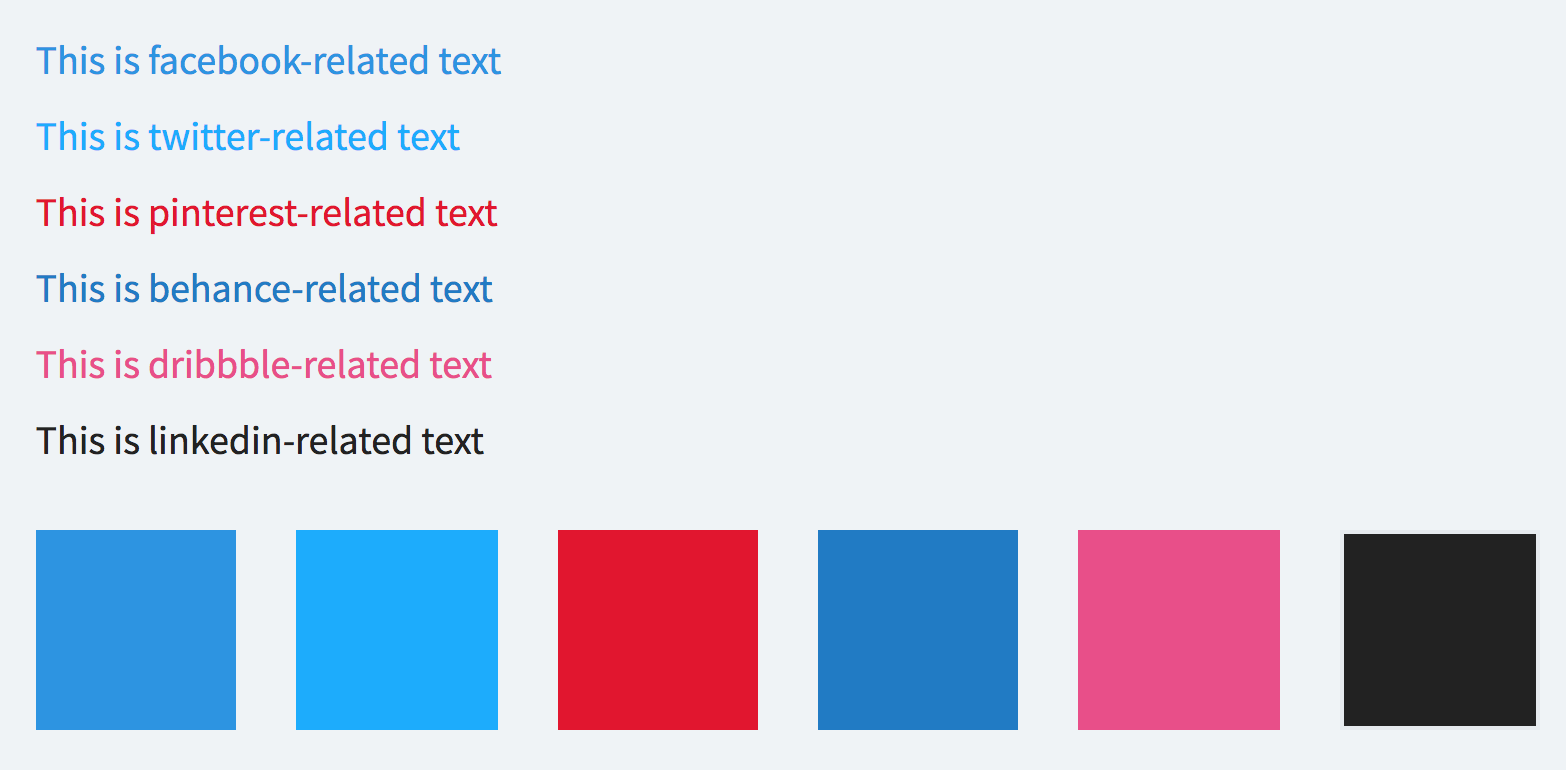 This is facebook-related text
This is twitter-related text
This is pinterest-related text
This is behance-related text
This is dribbble-related text
This is linkedin-related text